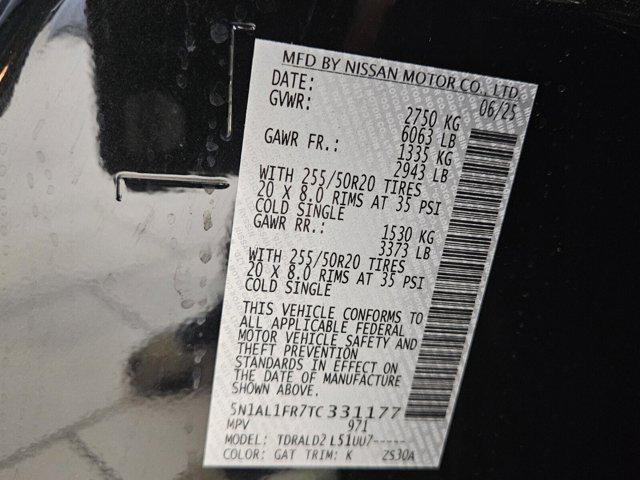 MFD BY NISSAN MOTOR CO., LTD
DATE: 06/25
GVWR: 2750 KG
6063 LB
GAWR FR.: 1335 KG
2943 LB
WITH 255/50R20 TIRES
20 X 8.0 RIMS AT 35 PSI
COLD SINGLE
GAWR RR.: 1530 KG
3373 LB
WITH 255/50R20 TIRES
20 X 8.0 RIMS AT 35 PSI
COLD SINGLE
THIS VEHICLE CONFORMS TO
ALL APPLICABLE FEDERAL
MOTOR VEHICLE SAFETY AND
THEFT PREVENTION
STANDARDS IN EFFECT ON
THE DATE OF MANUFACTURE
SHOWN ABOVE.
5N1AL1FR7TC331177
MPV 971
MODEL: TDRALD2L51UU7-----
COLOR: GAT TRIM: K ZS30A